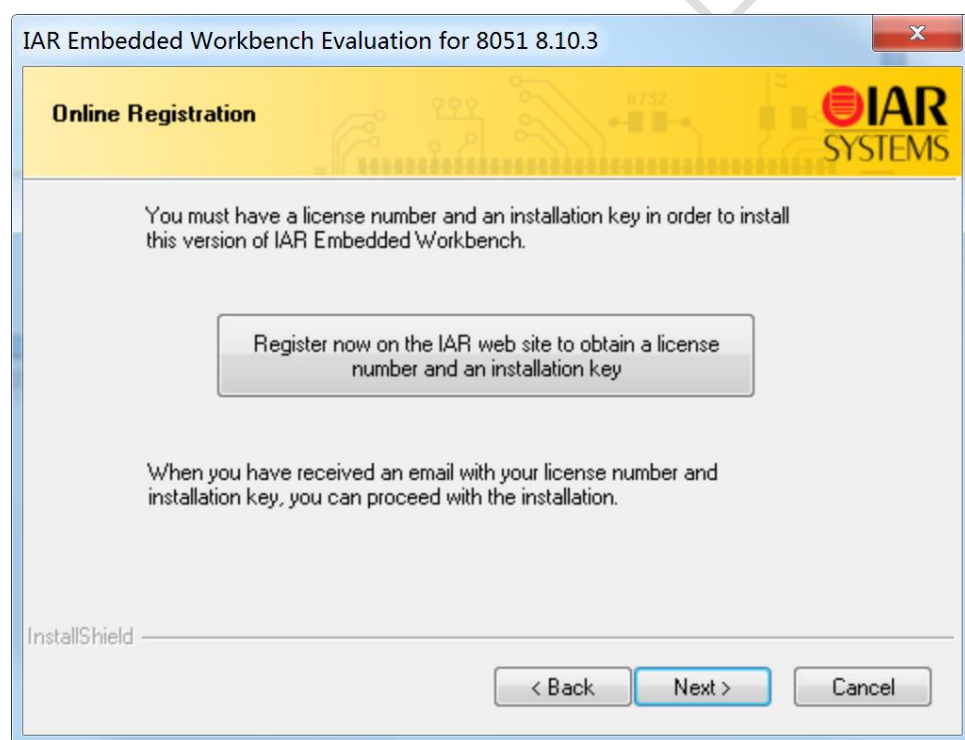 IAR Embedded Workbench Evaluation for 8051 8.10.3
Online Registration
h752
IAR
SYSTEMS
You must have a license number and an installation key in order to install
this version of IAR Embedded Workbench.
Register now on the IAR web site to obtain a license
number and an installation key
When you have received an email with your license number and
installation key, you can proceed with the installation.
InstallShield
< Back
Next >
Cancel